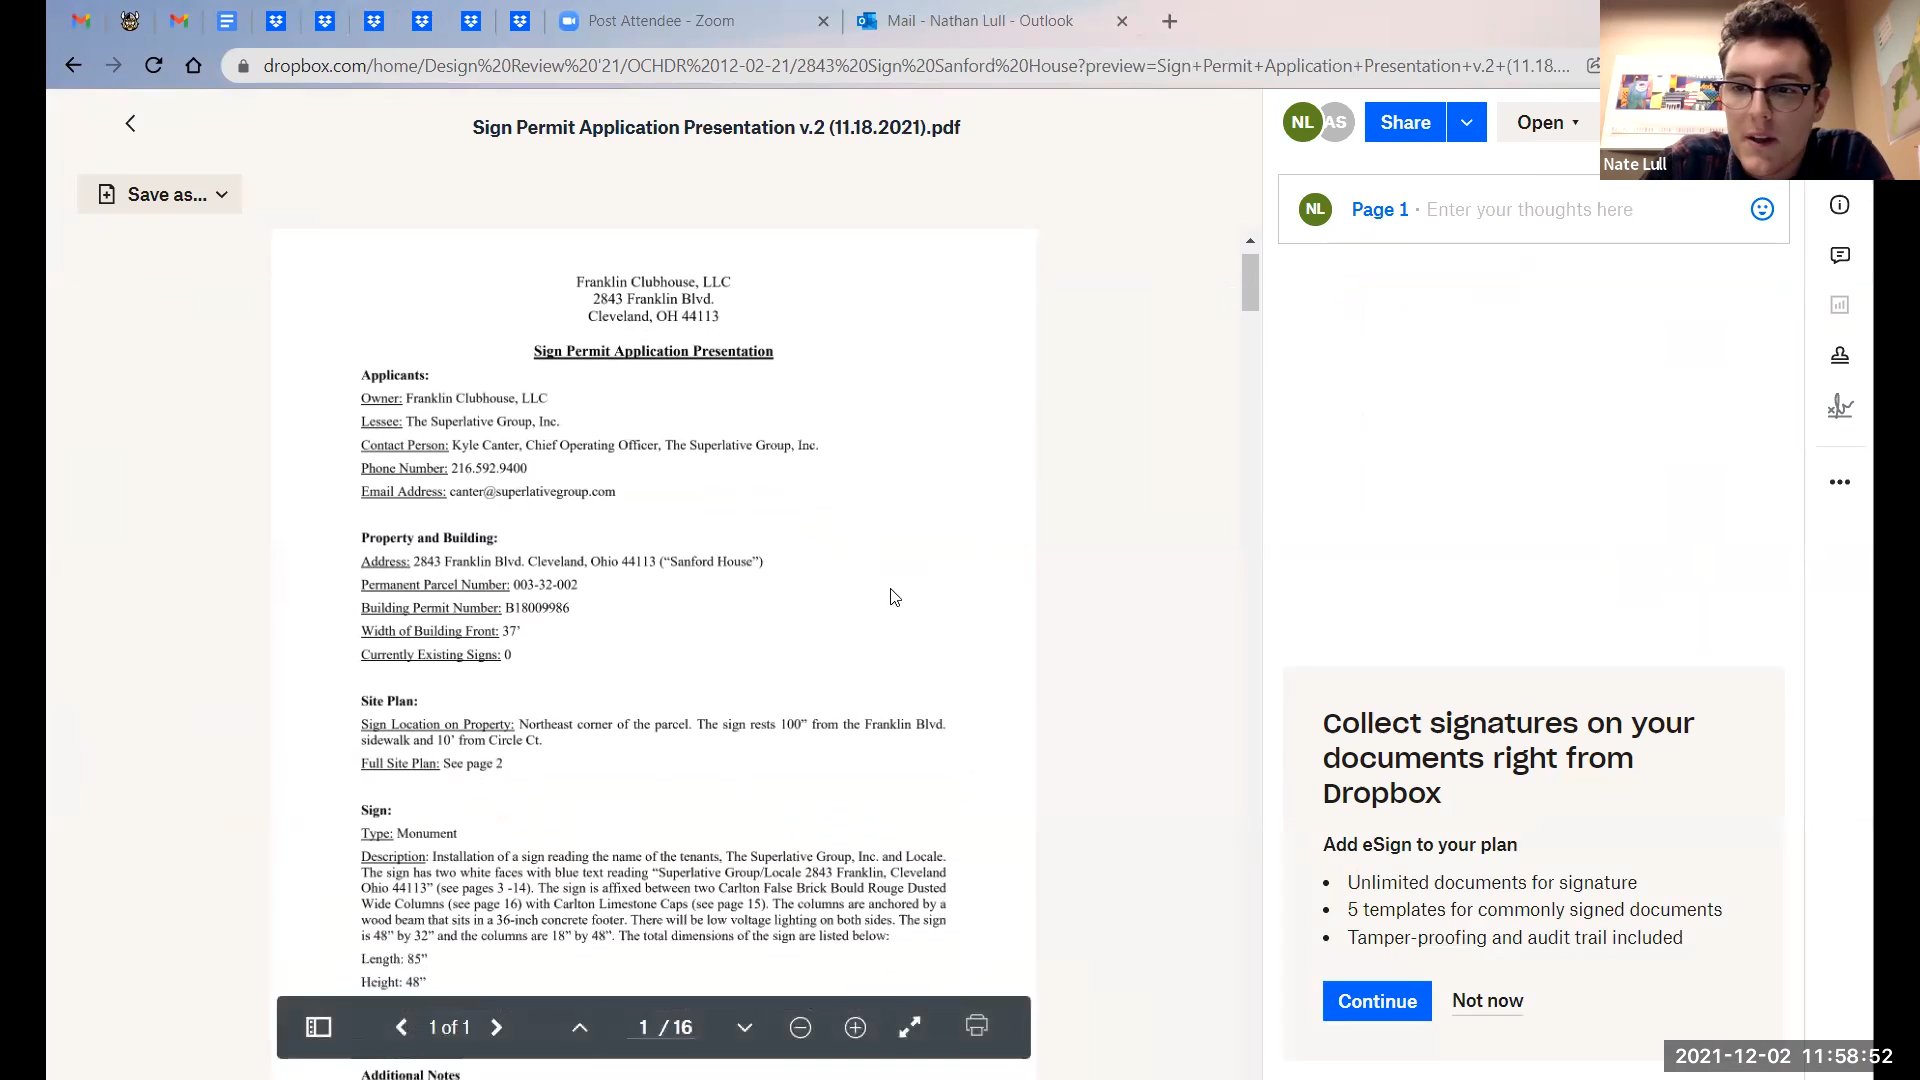 Post Attendee - Zoom
Mail - Nathan Lull - Outlook
dropbox.com/home/Design%20Review%20'21/OCHDR%2012-02-21/2843%20Sign%20Sanford%20House?preview=Sign+Permit+Application+Presentation+v.2+(11.18....
Sign Permit Application Presentation v.2 (11.18.2021).pdf
NL
AS
Share
Open
Nate Lull
Save as...
NL
Page 1 · Enter your thoughts here
Franklin Clubhouse, LLC
2843 Franklin Blvd.
Cleveland, OH 44113
Sign Permit Application Presentation
Applicants:
Owner: Franklin Clubhouse, LLC
Lessee: The Superlative Group, Inc.
Contact Person: Kyle Canter, Chief Operating Officer, The Superlative Group, Inc.
Phone Number: 216.592.9400
Email Address: canter@superlativegroup.com
Property and Building:
Address: 2843 Franklin Blvd. Cleveland, Ohio 44113 (“Sanford House”)
Permanent Parcel Number: 003-32-002
Building Permit Number: B18009986
Width of Building Front: 37’
Currently Existing Signs: 0
Site Plan:
Sign Location on Property: Northeast corner of the parcel. The sign rests 100” from the Franklin Blvd.
sidewalk and 10’ from Circle Ct.
Full Site Plan: See page 2
Sign:
Type: Monument
Description: Installation of a sign reading the name of the tenants, The Superlative Group, Inc. and Locale.
The sign has two white faces with blue text reading “Superlative Group/Locale 2843 Franklin, Cleveland
Ohio 44113” (see pages 3 -14). The sign is affixed between two Carlton False Brick Bould Rouge Dusted
Wide Columns (see page 16) with Carlton Limestone Caps (see page 15). The columns are anchored by a
wood beam that sits in a 36-inch concrete footer. There will be low voltage lighting on both sides. The sign
is 48” by 32” and the columns are 18” by 48”. The total dimensions of the sign are listed below:
Length: 85”
Height: 48”
1 of 1
1 / 16
Additional Notes
Collect signatures on your
documents right from
Dropbox
Add eSign to your plan
• Unlimited documents for signature
• 5 templates for commonly signed documents
• Tamper-proofing and audit trail included
Continue
Not now
2021-12-02 11:58:52